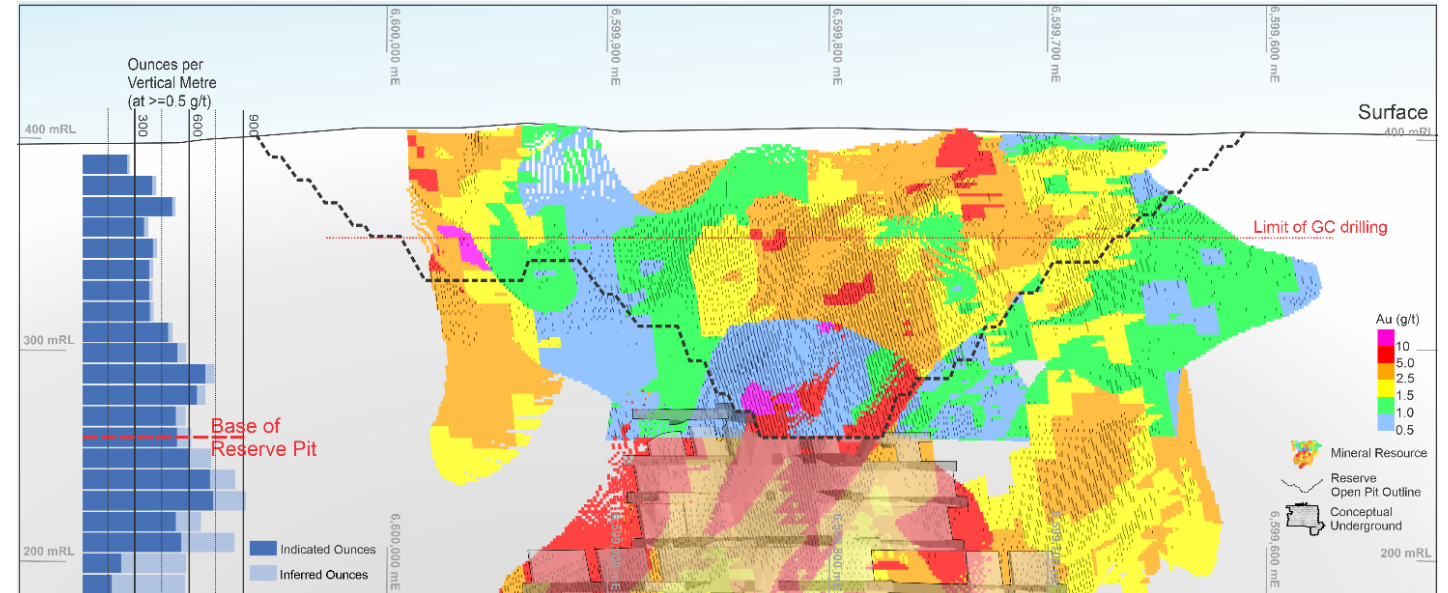 6,600,000 mE
6,599,900 mE
6,599,800 mE
6,599,700 mE
6,599,600 mE
Ounces per
Vertical Metre
(at >=0.5 g/t)
300
600
900
Surface
400 mRL
400 mRL
Limit of GC drilling
300 mRL
Au (g/t)
10
5.0
2.5
1.5
1.0
0.5
Base of
Reserve Pit
Mineral Resource
Reserve
Open Pit Outline
Conceptual
Underground
Indicated Ounces
Inferred Ounces
200 mRL
200 mRL
6,600,000 mE
6,599,800 mE
6,599,600 mE